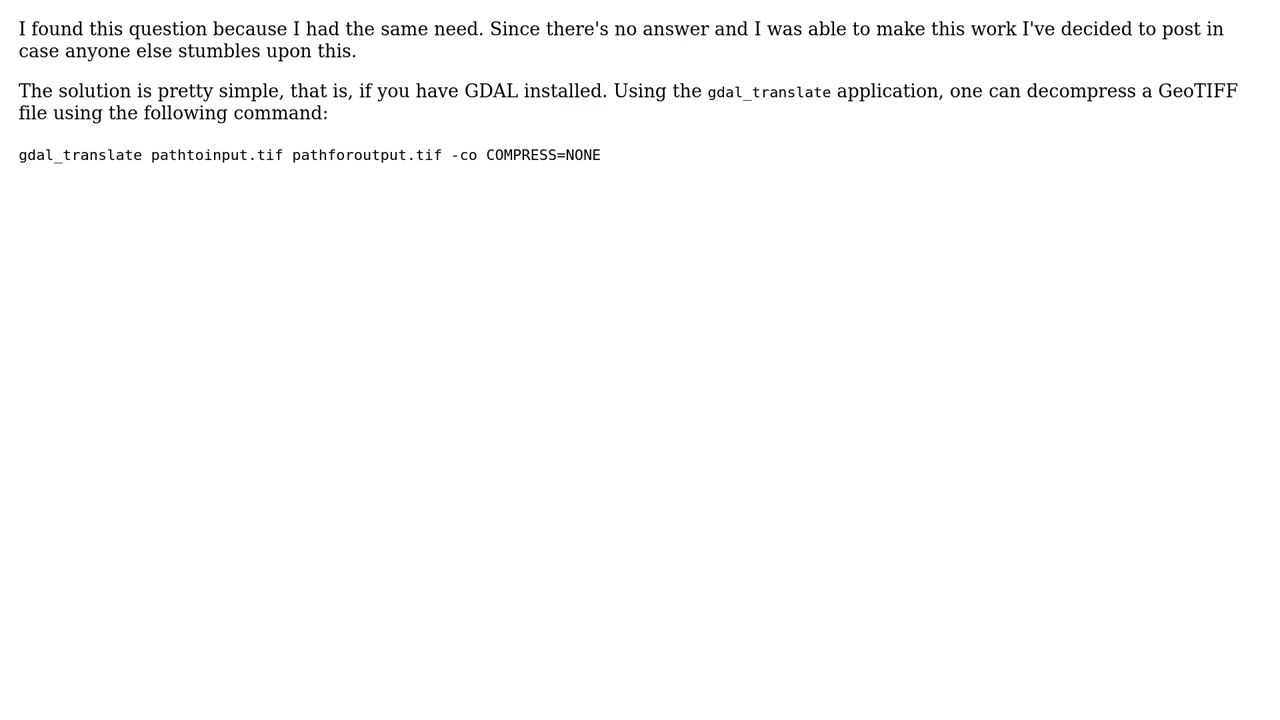 I found this question because I had the same need. Since there's no answer and I was able to make this work I've decided to post in
case anyone else stumbles upon this.
The solution is pretty simple, that is, if you have GDAL installed. Using the gdal_translate application, one can decompress a GeoTIFF
file using the following command:
gdal_translate pathtoinput.tif pathforoutput.tif -co COMPRESS=NONE